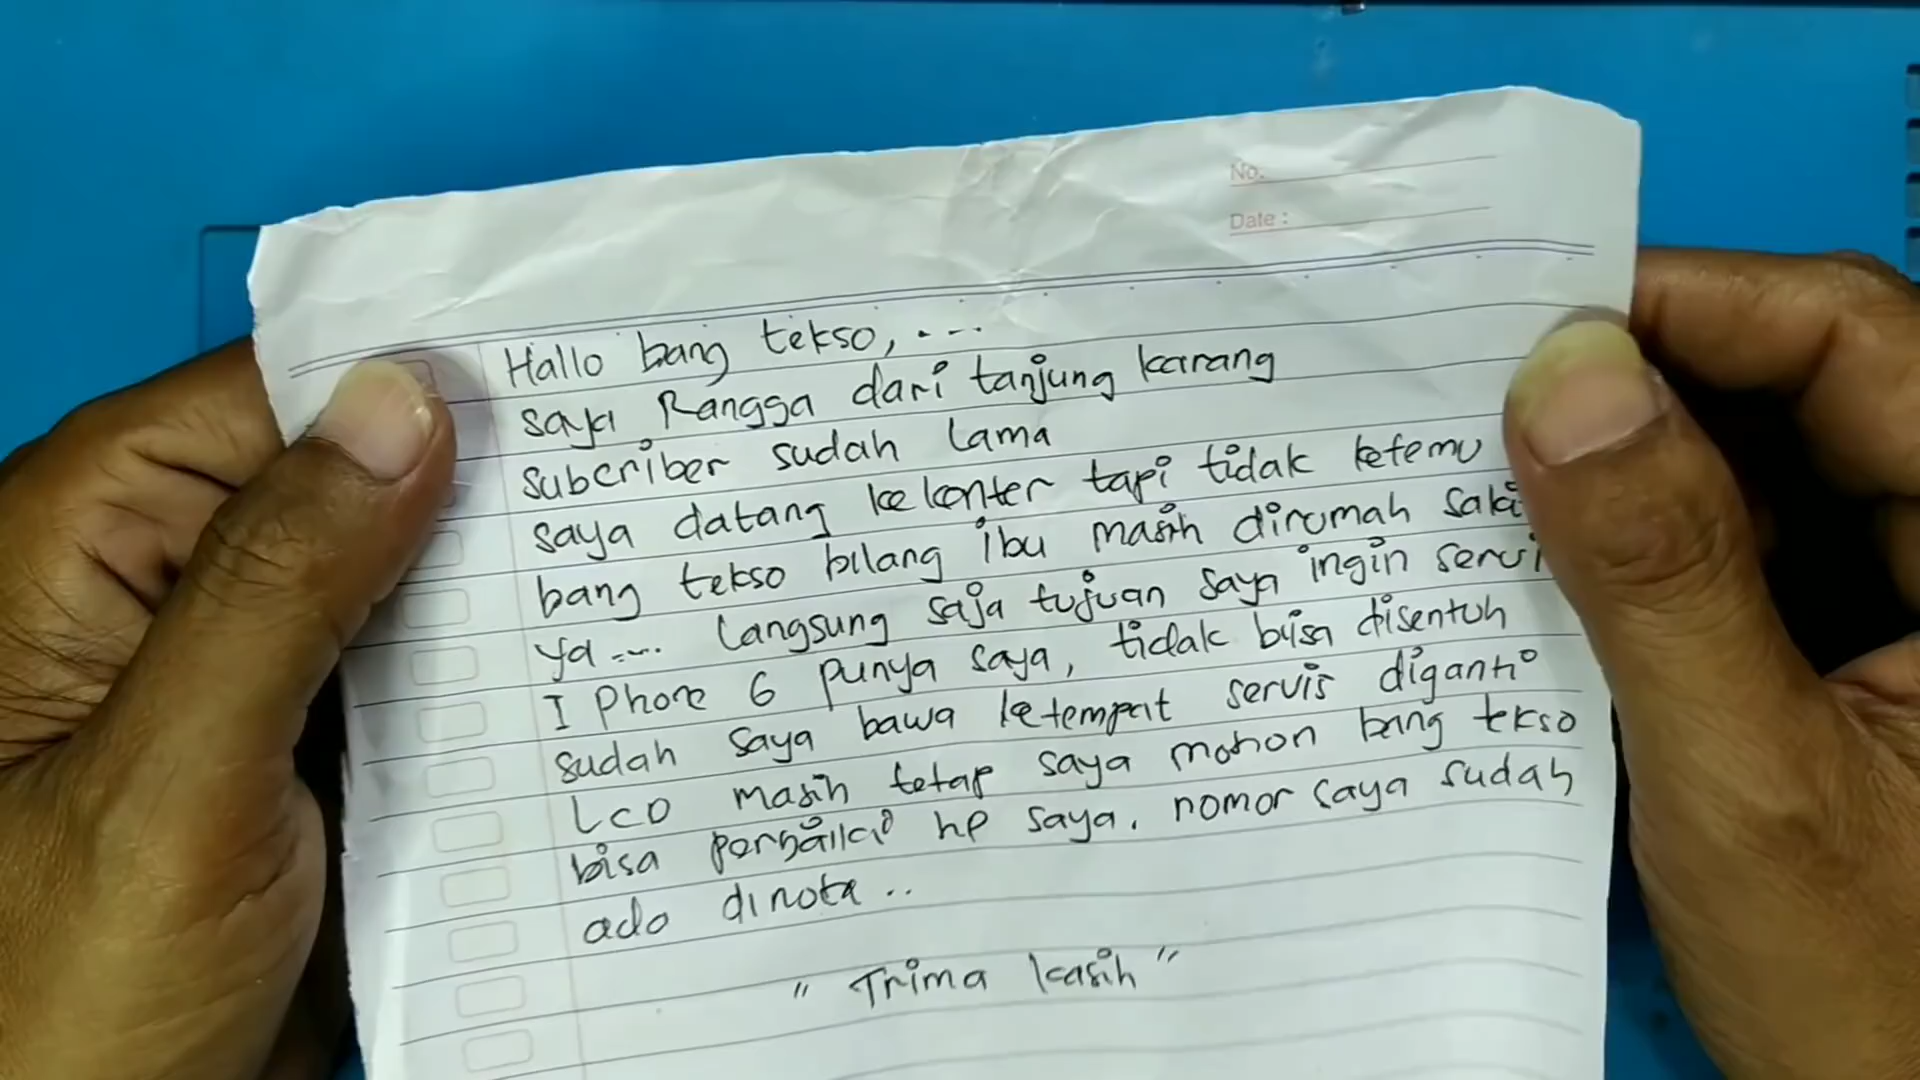 No.
Date :
Hallo bang tekso, ....
saya Rangga dari tanjung karang
subcriber sudah lama
saya datang kekonter tapi tidak ketemu
bang tekso bilang ibu masih dirumah saki
ya .... langsung saja tujuan saya ingin servi
I Phone 6 punya saya, tidak bisa disentuh
sudah saya bawa ketempat servis diganti
LCD masih tetap saya mohon bang tekso
bisa hp saya. nomor saya sudah
ada dinota ..
" Trima kasih "